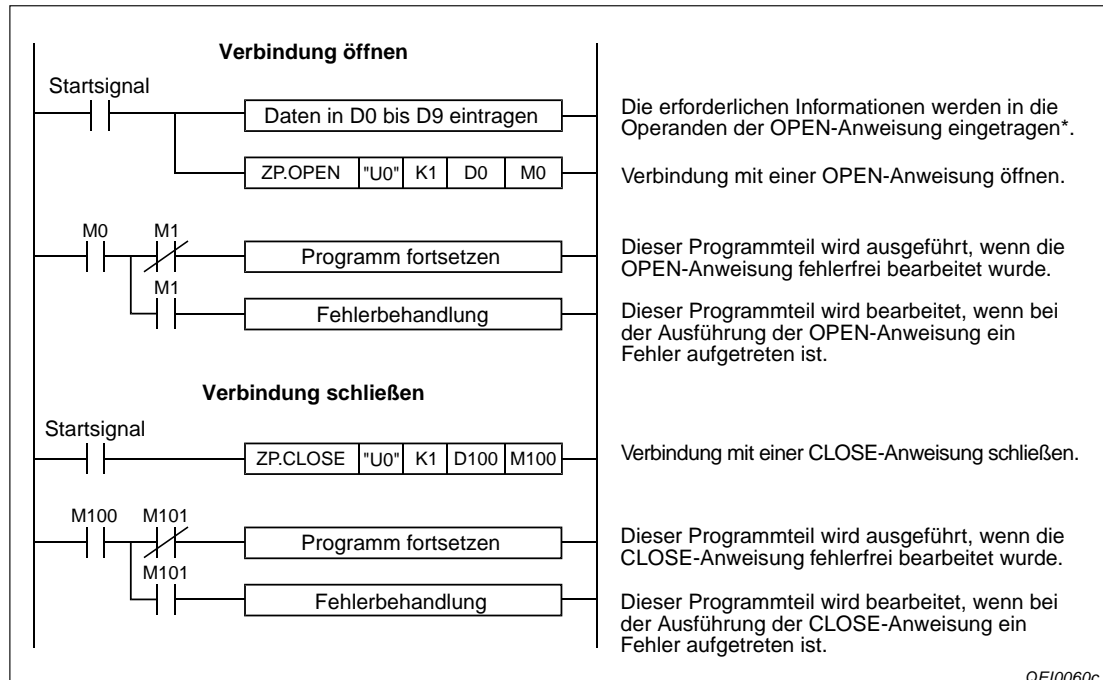 Verbindung öffnen
Startsignal
Daten in D0 bis D9 eintragen
Die erforderlichen Informationen werden in die
Operanden der OPEN-Anweisung eingetragen*.
ZP.OPEN "U0" K1 D0 M0
Verbindung mit einer OPEN-Anweisung öffnen.
M0 M1
Programm fortsetzen
Dieser Programmteil wird ausgeführt, wenn die
OPEN-Anweisung fehlerfrei bearbeitet wurde.
M1
Fehlerbehandlung
Dieser Programmteil wird bearbeitet, wenn bei
der Ausführung der OPEN-Anweisung ein
Fehler aufgetreten ist.
Verbindung schließen
Startsignal
ZP.CLOSE "U0" K1 D100 M100
Verbindung mit einer CLOSE-Anweisung schließen.
M100 M101
Programm fortsetzen
Dieser Programmteil wird ausgeführt, wenn die
CLOSE-Anweisung fehlerfrei bearbeitet wurde.
M101
Fehlerbehandlung
Dieser Programmteil wird bearbeitet, wenn bei
der Ausführung der CLOSE-Anweisung ein
Fehler aufgetreten ist.
QEI0060c